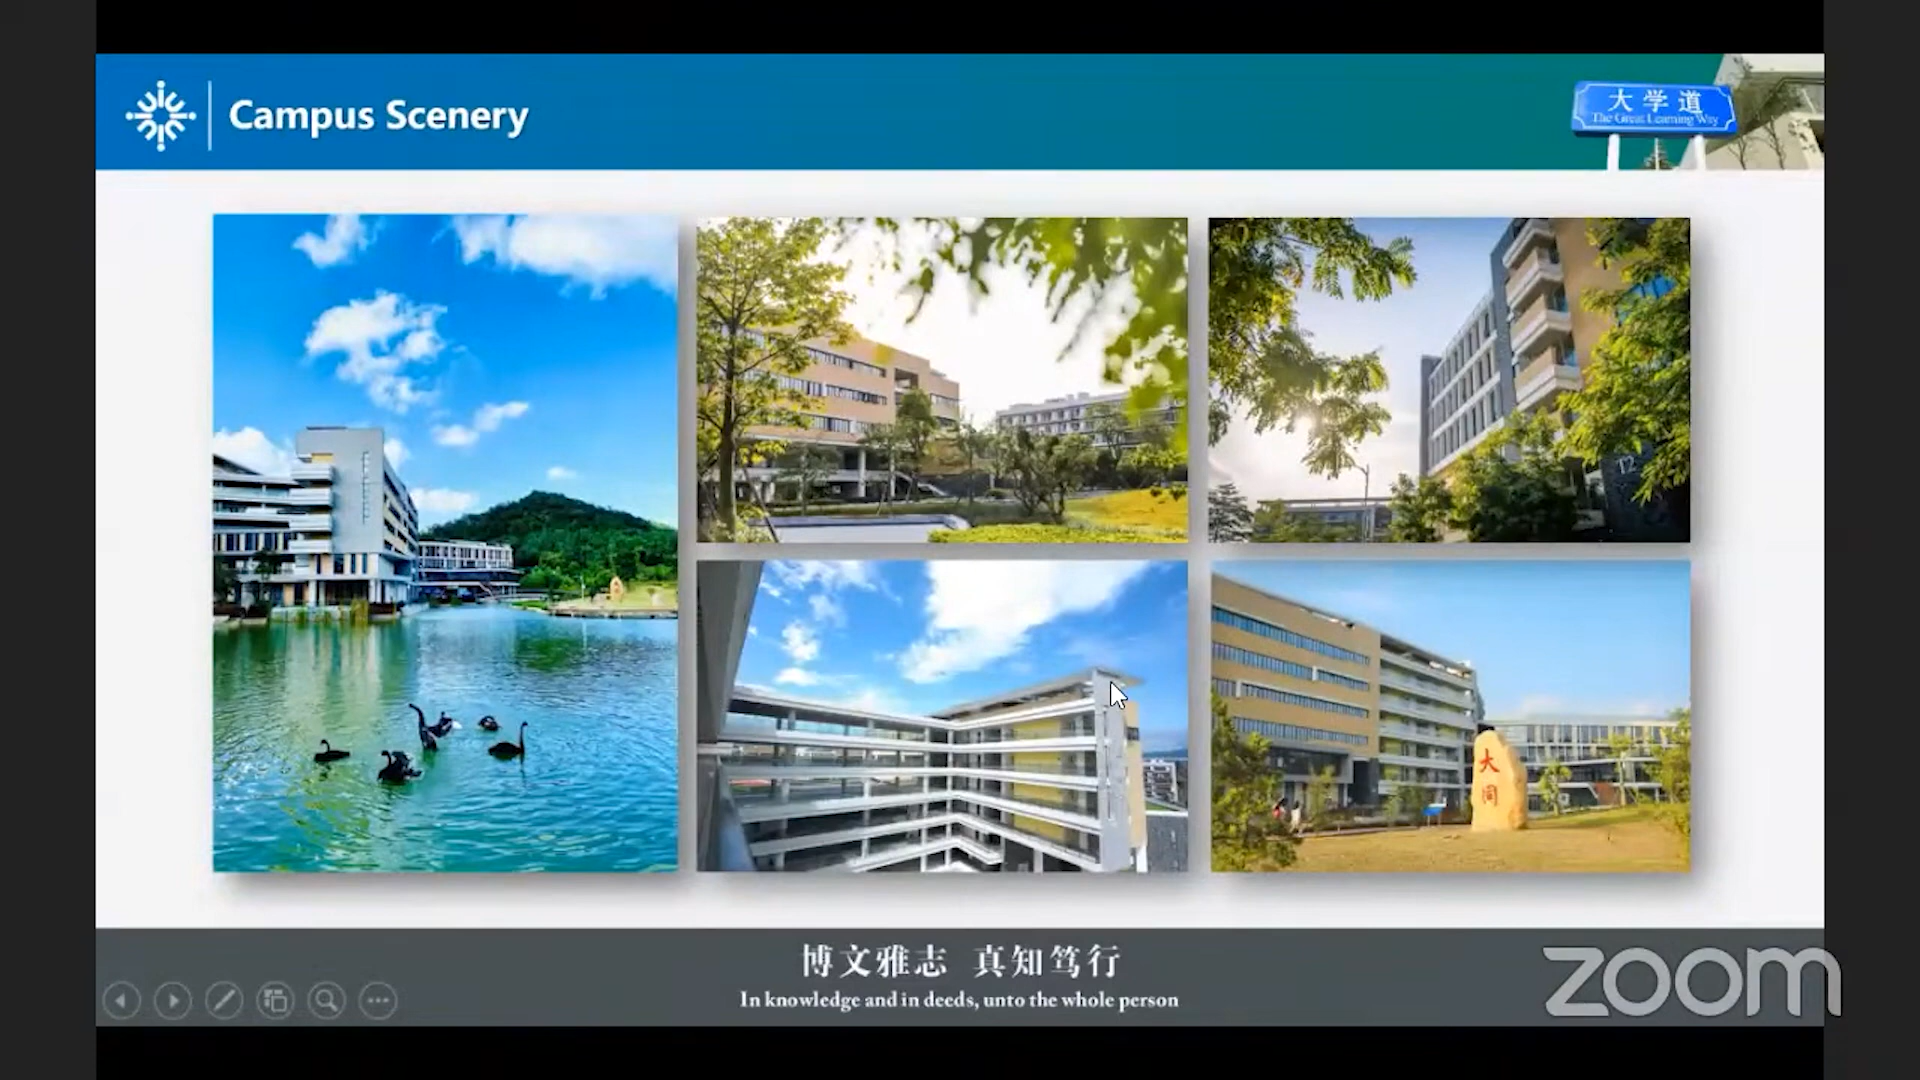 Campus Scenery
大学道
The Great Learning Way
T2
大
同
博文雅志 真知笃行
In knowledge and in deeds, unto the whole person
zoom